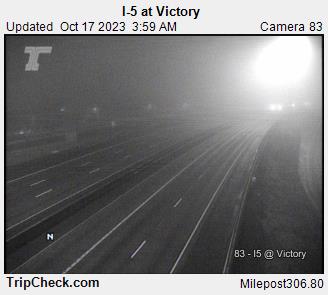 I-5 at Victory
Updated Oct 17 2023 3:59 AM Camera 83
N
83 - I5 @ Victory
TripCheck.com Milepost306.80